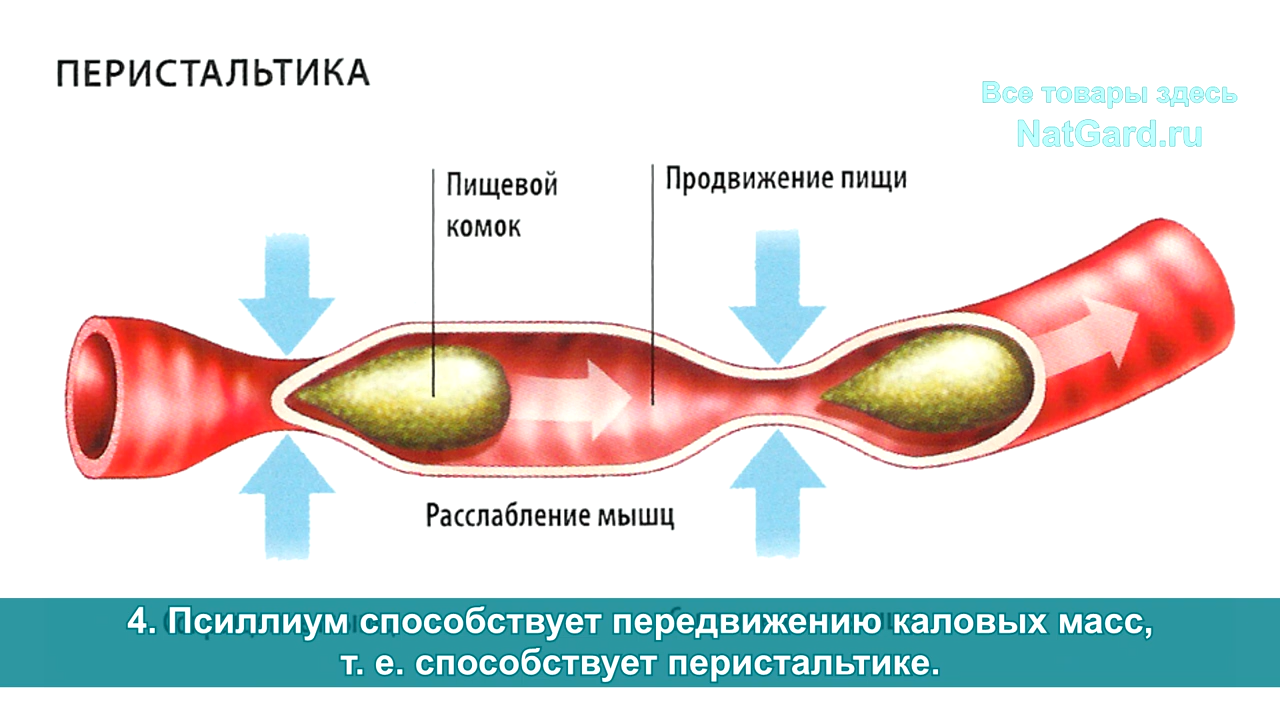 ПЕРИСТАЛЬТИКА
Все товары здесь
NatGard.ru
Пищевой
комок
Продвижение пищи
Расслабление мышц
4. Псиллиум способствует передвижению каловых масс,
т. е. способствует перистальтике.